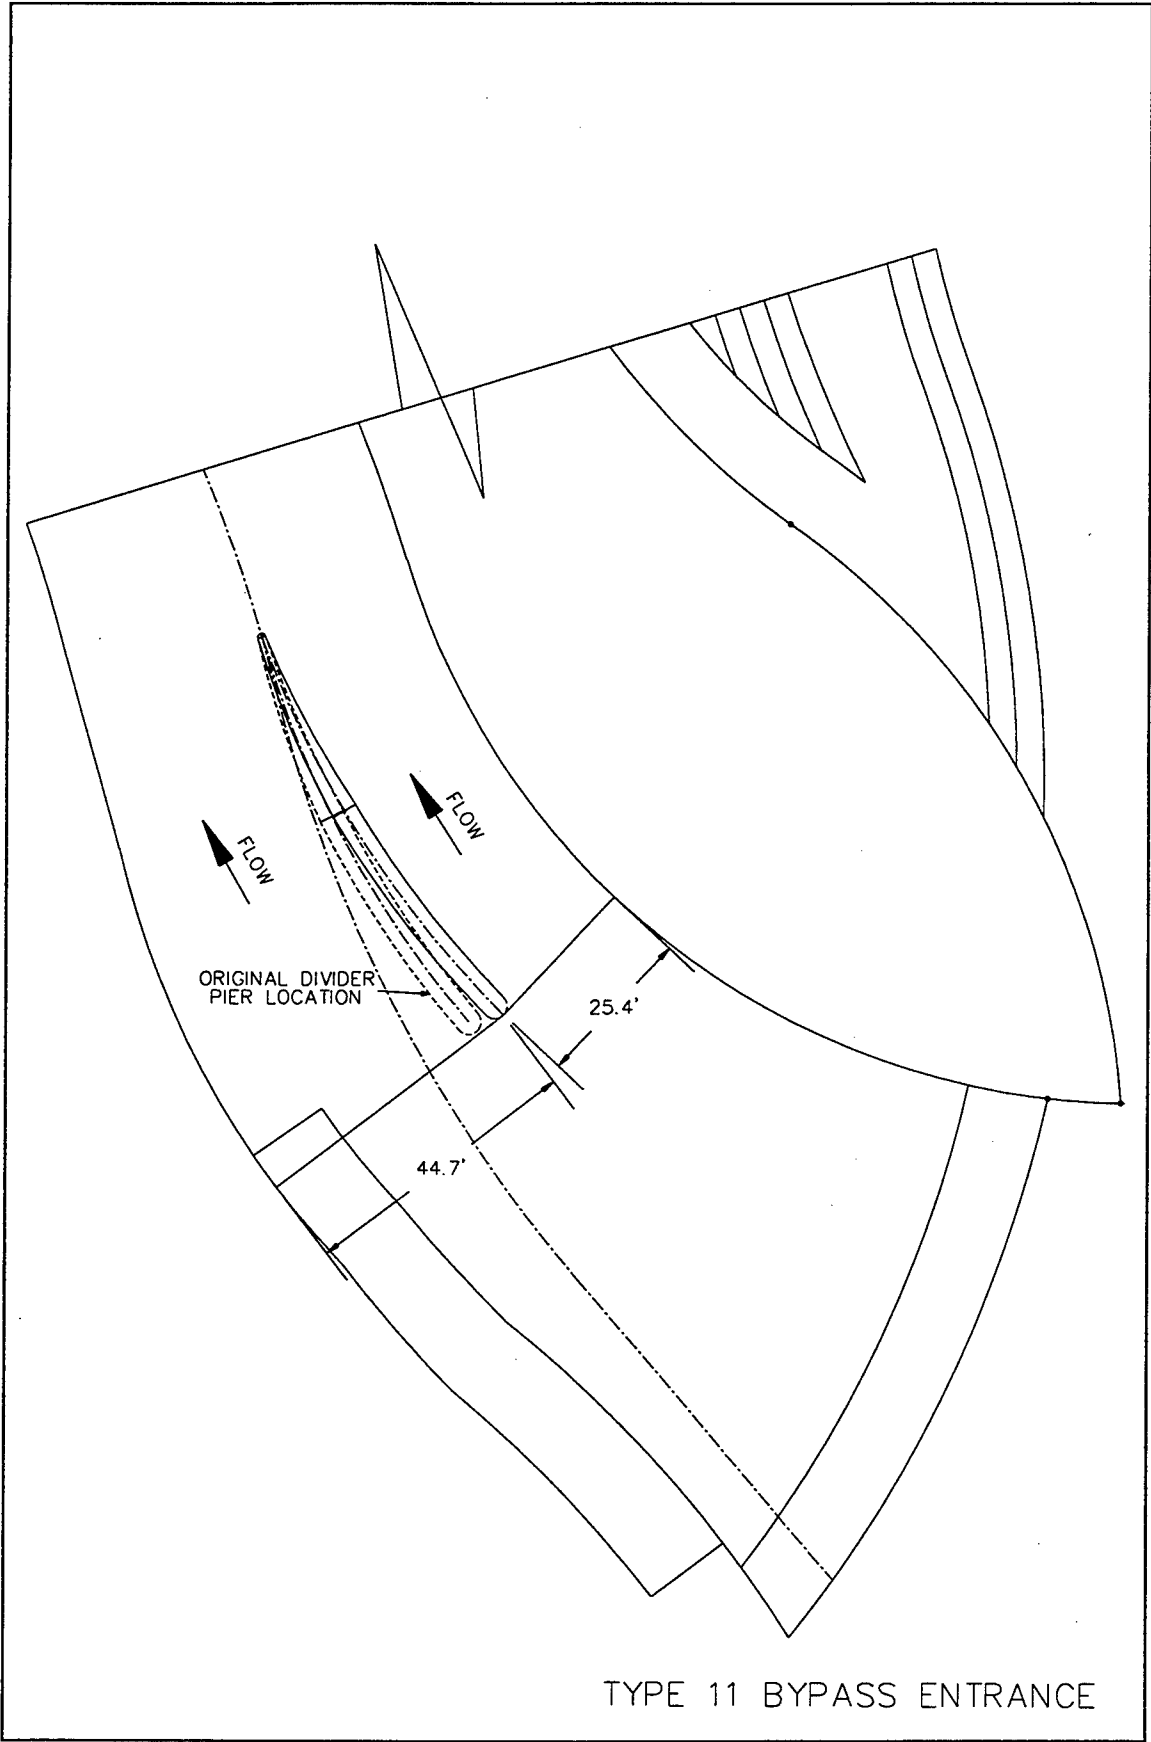 FLOW
FLOW
ORIGINAL DIVIDER
PIER LOCATION
25.4'
44.7'
TYPE 11 BYPASS ENTRANCE